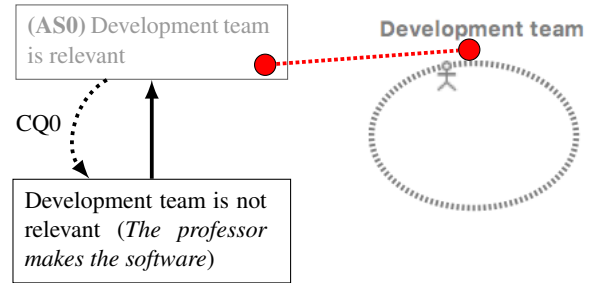 (AS0) Development team
is relevant
Development team
CQ0
Development team is not
relevant (The professor
makes the software)